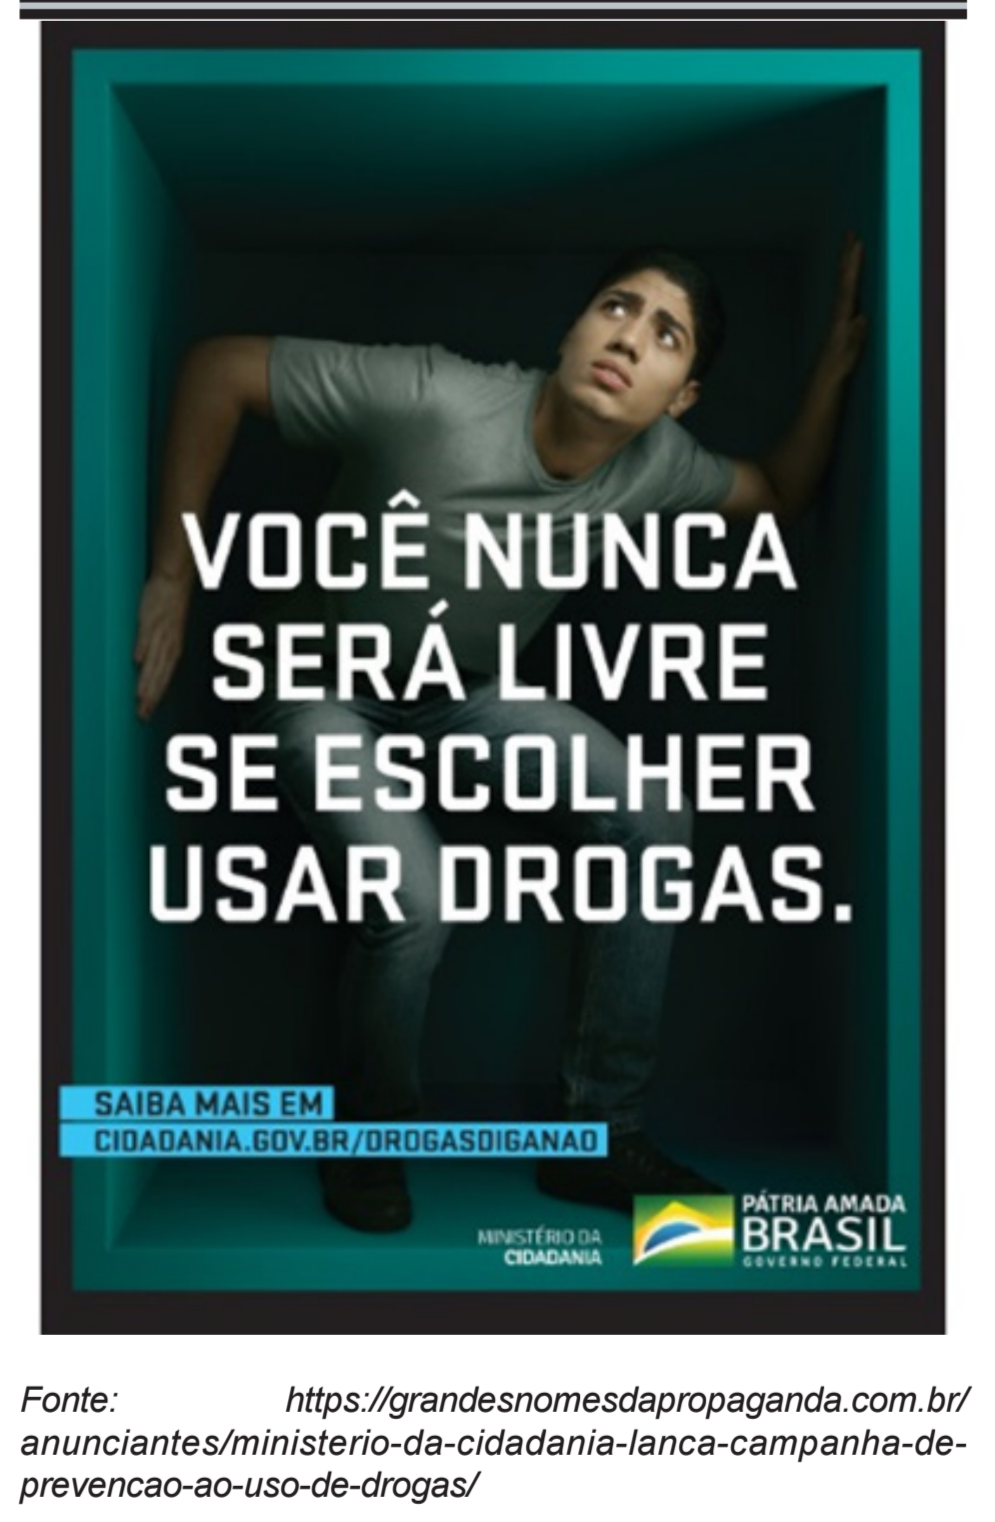 VOCÊ NUNCA
SERÁ LIVRE
SE ESCOLHER
USAR DROGAS.
SAIBA MAIS EM
CIDADANIA.GOV.BR/DROGASDIGANAO
MINISTÉRIO DA
CIDADANIA
PÁTRIA AMADA
BRASIL
GOVERNO FEDERAL
Fonte: https://grandesnomesdapropaganda.com.br/
anunciantes/ministerio-da-cidadania-lanca-campanha-de-
prevencao-ao-uso-de-drogas/